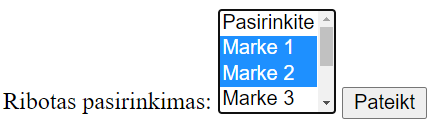 Pasirinkite
Marke 1
Marke 2
Marke 3
Ribotas pasirinkimas:
Pateikt